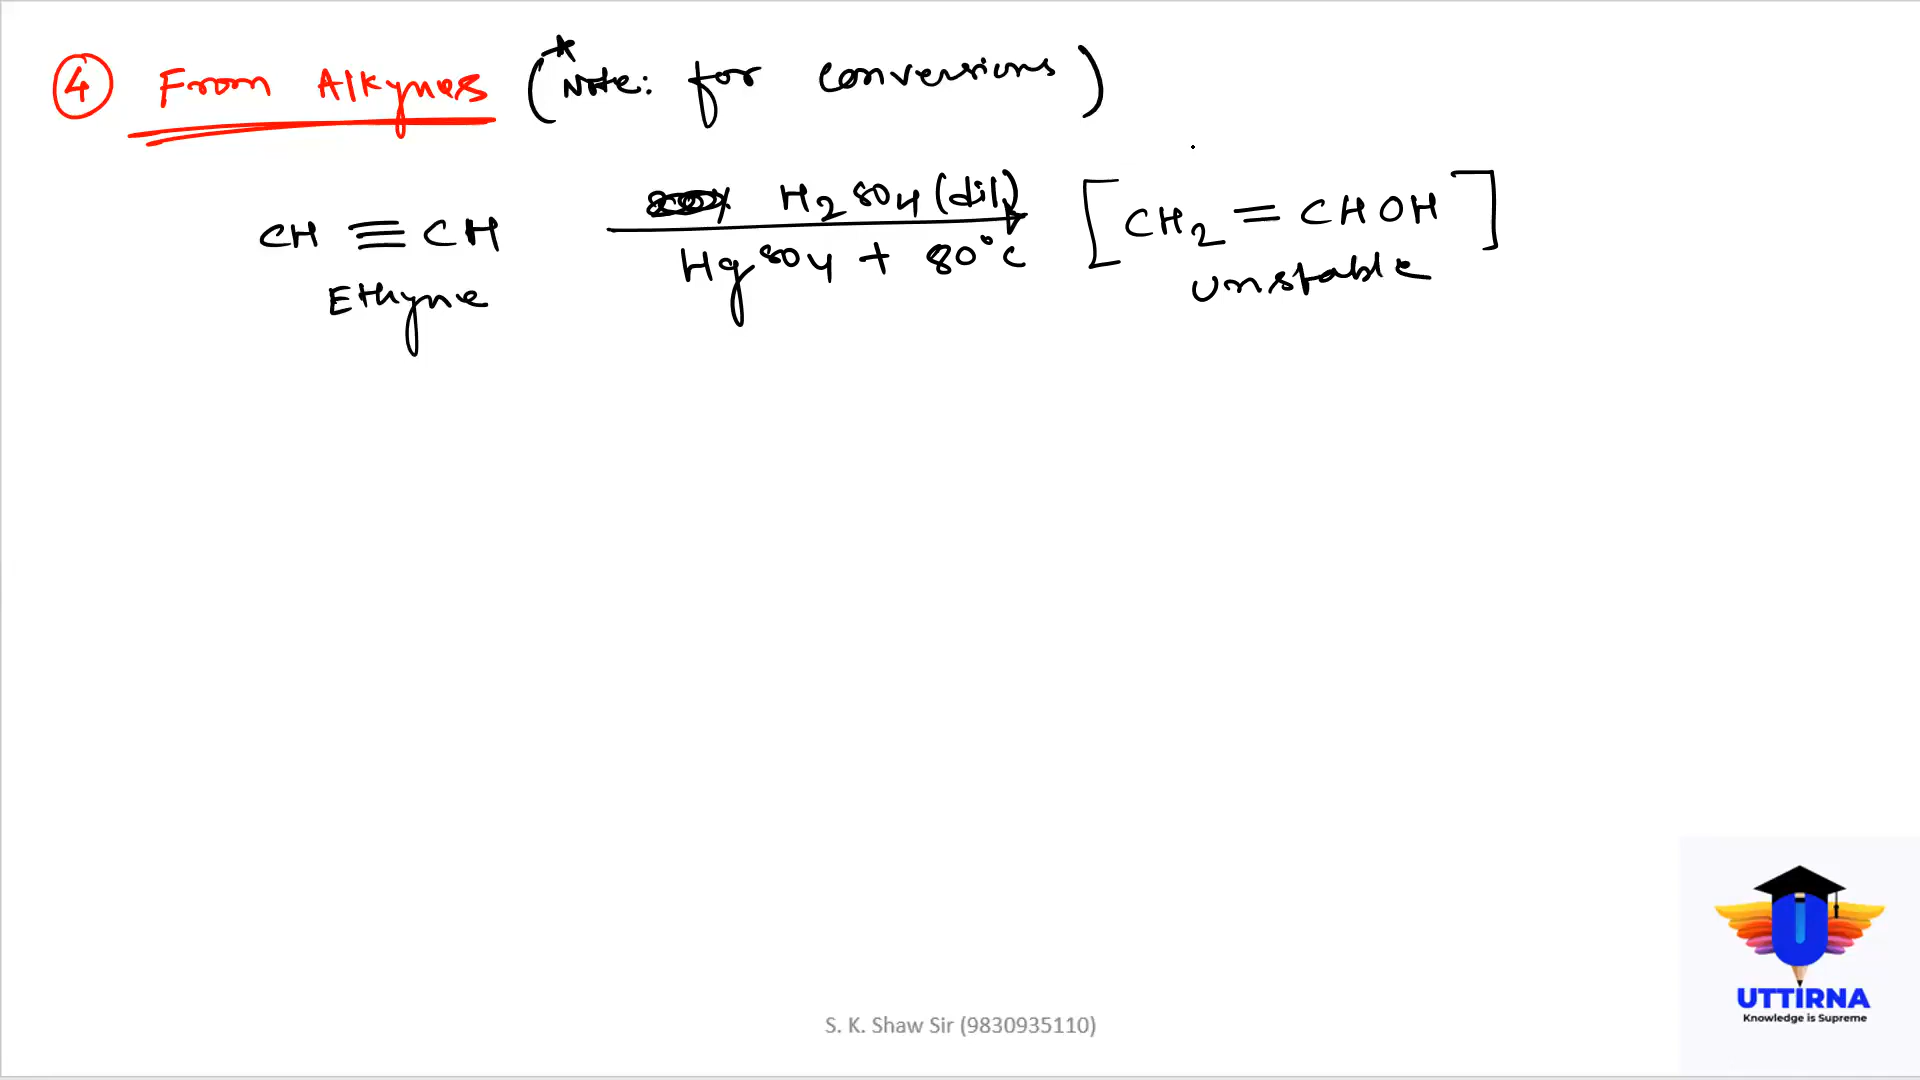 ④ From Alkynes (*Note: for conversions)
H2SO4 (dil)
CH ≡ CH [CH2 = CHOH]
HgSO4 + 80°C
Ethyne unstable
UTTIRNA
Knowledge is Supreme
S. K. Shaw Sir (9830935110)